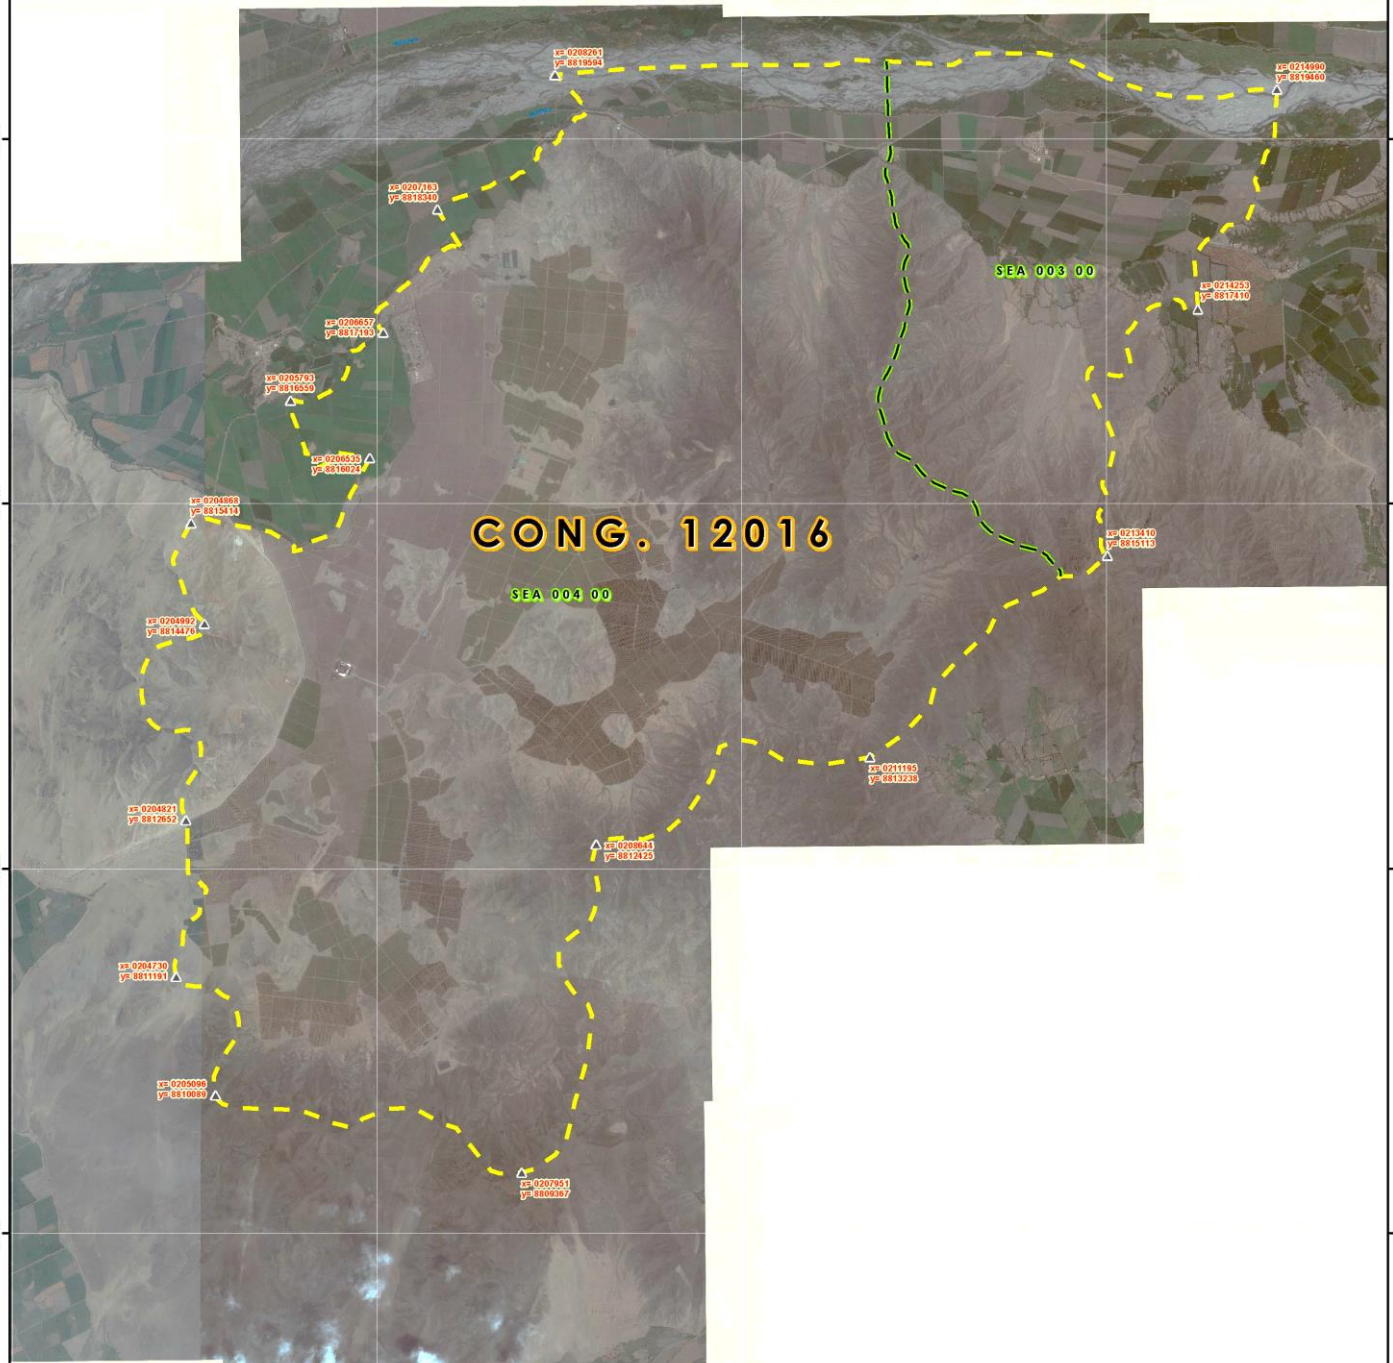 x= 0208261
y= 8819594
x= 0214990
y= 8819460
x= 0207163
y= 8818340
SEA 003 00
x= 0214253
y= 8817410
x= 0206657
y= 8817193
x= 0205793
y= 8816559
x= 0206535
y= 8816024
x= 0204868
y= 8815414
CONG. 12016
x= 0213410
y= 8815113
SEA 004 00
x= 0204992
y= 8814476
x= 0211195
y= 8813238
x= 0204821
y= 8812652
x= 0208644
y= 8812425
x= 0204730
y= 8811191
x= 0205096
y= 8810089
x= 0207951
y= 8809367